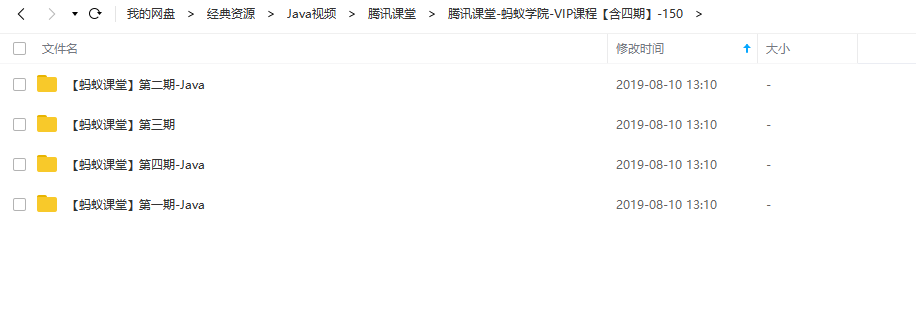 我的网盘 > 经典资源 > Java视频 > 腾讯课堂 > 腾讯课堂-蚂蚁学院-VIP课程【含四期】-150 >
文件名 修改时间 大小
【蚂蚁课堂】第二期-Java 2019-08-10 13:10 -
【蚂蚁课堂】第三期 2019-08-10 13:10 -
【蚂蚁课堂】第四期-Java 2019-08-10 13:10 -
【蚂蚁课堂】第一期-Java 2019-08-10 13:10 -